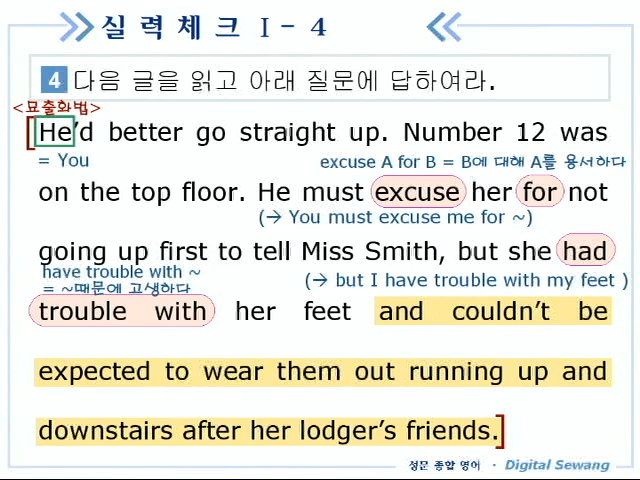 실력체크 I - 4
4 다음 글을 읽고 아래 질문에 답하여라.
<묘출화법>
[He’d better go straight up. Number 12 was
= You
excuse A for B = B에 대해 A를 용서하다
on the top floor. He must excuse her for not
(→ You must excuse me for ~)
going up first to tell Miss Smith, but she had
have trouble with ~
= ~때문에 고생하다
(→ but I have trouble with my feet )
trouble with her feet and couldn’t be
expected to wear them out running up and
downstairs after her lodger’s friends.]
정문 종합 영어 · Digital Sewang